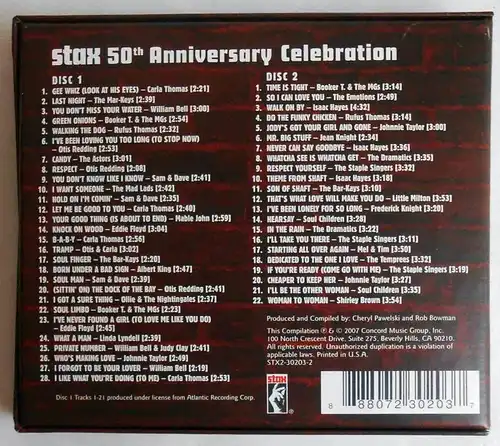 stax 50th Anniversary Celebration
DISC 1
1. GEE WHIZ (LOOK AT HIS EYES) - Carla Thomas [2:21]
2. LAST NIGHT - The Mar-Keys [2:39]
3. YOU DON'T MISS YOUR WATER - William Bell [3:00]
4. GREEN ONIONS - Booker T. & the MGs [2:54]
5. WALKING THE DOG - Rufus Thomas [2:32]
6. I'VE BEEN LOVING YOU TOO LONG (TO STOP NOW)
- Otis Redding [2:53]
7. CANDY - The Astors [3:01]
8. RESPECT - Otis Redding [2:08]
9. YOU DON'T KNOW LIKE I KNOW - Sam & Dave [2:41]
10. I WANT SOMEONE - The Mad Lads [2:42]
11. HOLD ON I'M COMIN' - Sam & Dave [2:35]
12. LET ME BE GOOD TO YOU - Carla Thomas [2:40]
13. YOUR GOOD THING (IS ABOUT TO END) - Mable John [2:59]
14. KNOCK ON WOOD - Eddie Floyd [3:04]
15. B-A-B-Y - Carla Thomas [2:56]
16. TRAMP - Otis & Carla [3:02]
17. SOUL FINGER - The Bar-Kays [2:20]
18. BORN UNDER A BAD SIGN - Albert King [2:47]
19. SOUL MAN - Sam & Dave [2:39]
20. (SITTIN' ON) THE DOCK OF THE BAY - Otis Redding [2:41]
21. I GOT A SURE THING - Ollie & The Nightingales [2:37]
22. SOUL LIMBO - Booker T. & The MGs [2:23]
23. I'VE NEVER FOUND A GIRL (TO LOVE ME LIKE YOU DO)
- Eddie Floyd [2:45]
24. WHAT A MAN - Linda Lyndell [2:39]
25. PRIVATE NUMBER - William Bell & Judy Clay [2:41]
26. WHO'S MAKING LOVE - Johnnie Taylor [2:49]
27. I FORGOT TO BE YOUR LOVER - William Bell [2:19]
28. I LIKE WHAT YOU'RE DOING (TO ME) - Carla Thomas [2:53]
Disc 1 Tracks 1-21 produced under license from Atlantic Recording Corp.
DISC 2
1. TIME IS TIGHT - Booker T. & the MGs [3:14]
2. SO I CAN LOVE YOU - The Emotions [2:49]
3. WALK ON BY - Isaac Hayes [4:32]
4. DO THE FUNKY CHICKEN - Rufus Thomas [3:14]
5. JODY'S GOT YOUR GIRL AND GONE - Johnnie Taylor [3:00]
6. MR. BIG STUFF - Jean Knight [2:34]
7. NEVER CAN SAY GOODBYE - Isaac Hayes [3:36]
8. WHATCHA SEE IS WHATCHA GET - The Dramatics [3:31]
9. RESPECT YOURSELF - The Staple Singers [3:32]
10. THEME FROM SHAFT - Isaac Hayes [3:18]
11. SON OF SHAFT - The Bar-Kays [3:10]
12. THAT'S WHAT LOVE WILL MAKE YOU DO - Little Milton [3:53]
13. I'VE BEEN LONELY FOR SO LONG - Frederick Knight [3:20]
14. HEARSAY - Soul Children [3:28]
15. IN THE RAIN - The Dramatics [3:22]
16. I'LL TAKE YOU THERE - The Staple Singers [3:11]
17. STARTING ALL OVER AGAIN - Mel & Tim [3:50]
18. DEDICATED TO THE ONE I LOVE - The Temprees [3:32]
19. IF YOU'RE READY (COME GO WITH ME) - The Staple Singers [3:19]
20. CHEAPER TO KEEP HER - Johnnie Taylor [3:20]
21. I'LL BE THE OTHER WOMAN - Soul Children [3:35]
22. WOMAN TO WOMAN - Shirley Brown [3:54]
Produced and Compiled by: Cheryl Pawelski and Rob Bowman
This Compilation ℗ & © 2007 Concord Music Group, Inc.
100 North Crescent Drive, Suite 275, Beverly Hills, CA 90210.
All rights reserved. Unauthorized duplication is a violation of
applicable laws. Printed in U.S.A.
STX2-30203-2
stax
8 88072 30203 7